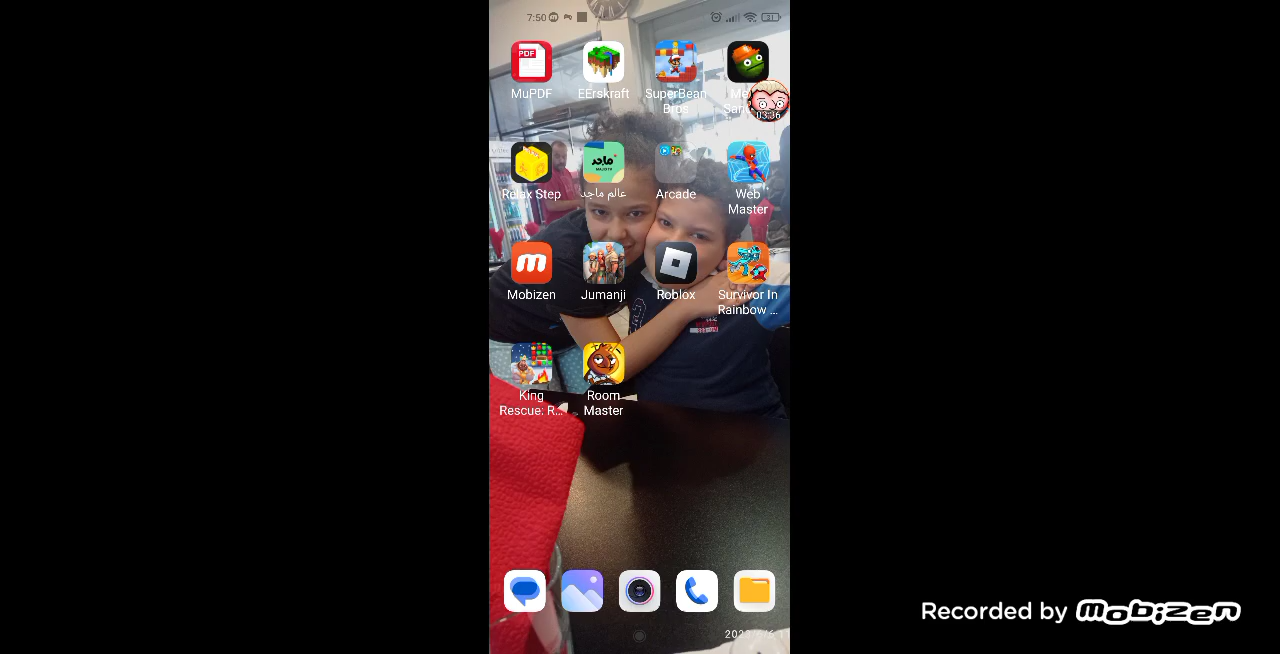 7:50
31
PDF
MuPDF
EErskraft
SuperBean
Bros
03:36
Relax Step
ماجد
عالم ماجد
Arcade
Web
Master
m
Mobizen
Jumanji
Roblox
Survivor In
Rainbow ...
King
Rescue: R...
Room
Master
Recorded by mobizen